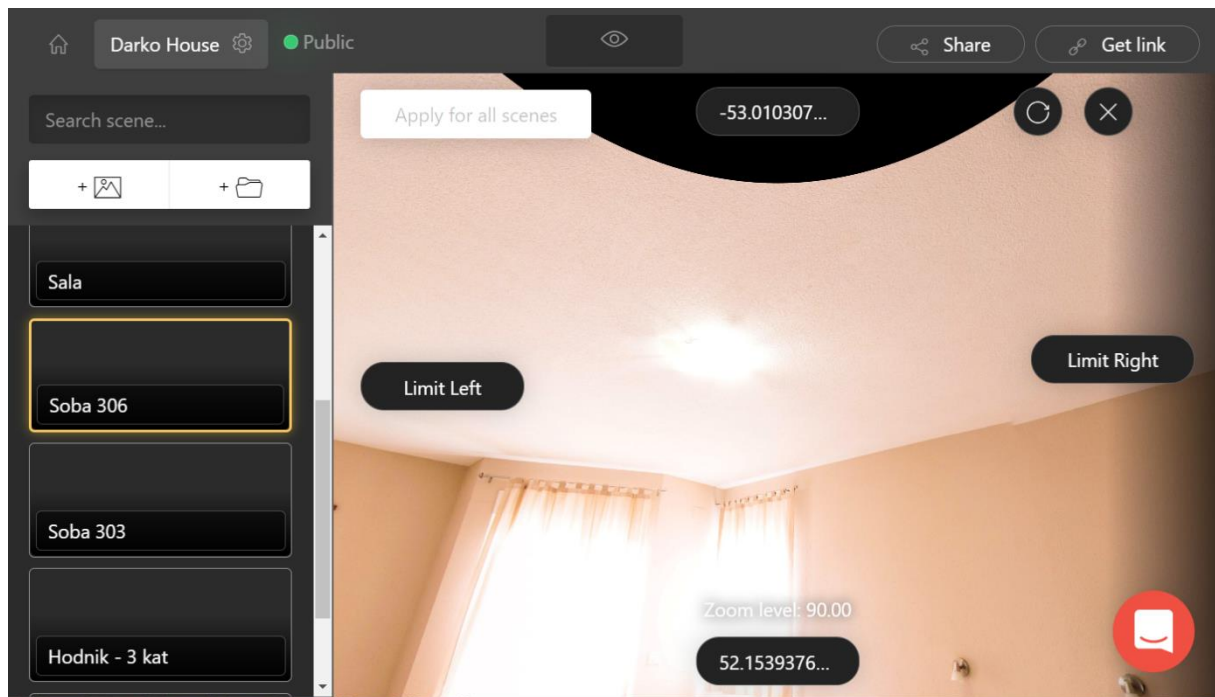 Darko House
Public
Share
Get link
Search scene...
Apply for all scenes
-53.010307...
+
+
Sala
Limit Left
Limit Right
Soba 306
Soba 303
Zoom level: 90.00
Hodnik - 3 kat
52.1539376...